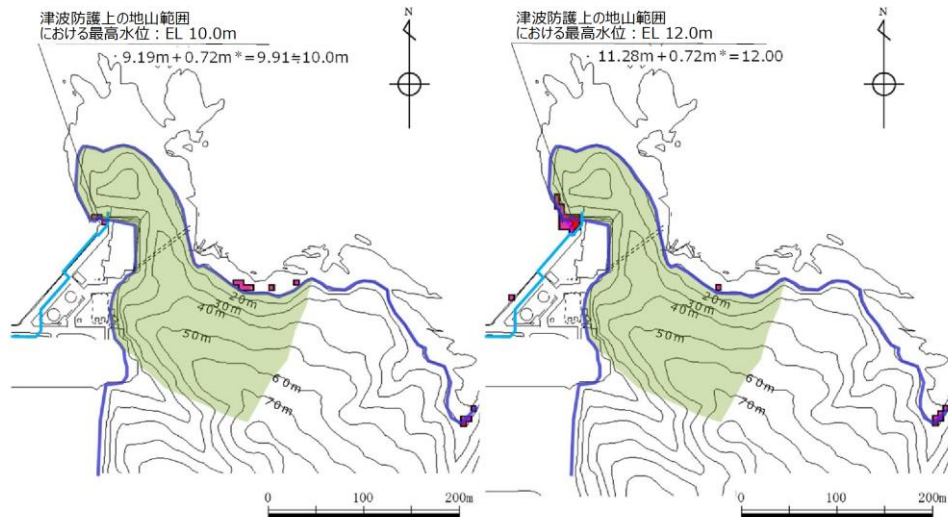 津波防護上の地山範囲
における最高水位：EL 10.0m
9.19m＋0.72m＊=9.91≒10.0m
N
20m
30m
40m
50m
60m
70m
0 100 200m
津波防護上の地山範囲
における最高水位：EL 12.0m
11.28m＋0.72m＊=12.00
N
20m
30m
40m
50m
60m
70m
0 100 200m